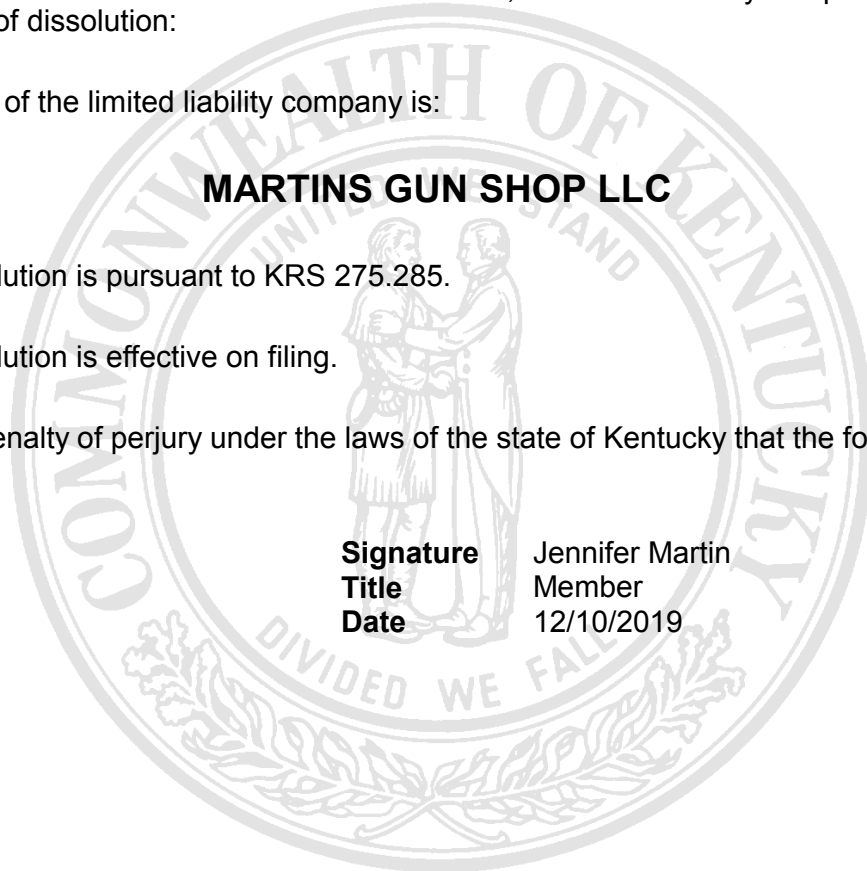 of dissolution:
of the limited liability company is:
MARTINS GUN SHOP LLC
lution is pursuant to KRS 275.285.
lution is effective on filing.
enalty of perjury under the laws of the state of Kentucky that the fo
Signature Jennifer Martin
Title Member
Date 12/10/2019
COMMONWEALTH OF KENTUCKY
UNITED WE STAND
DIVIDED WE FALL